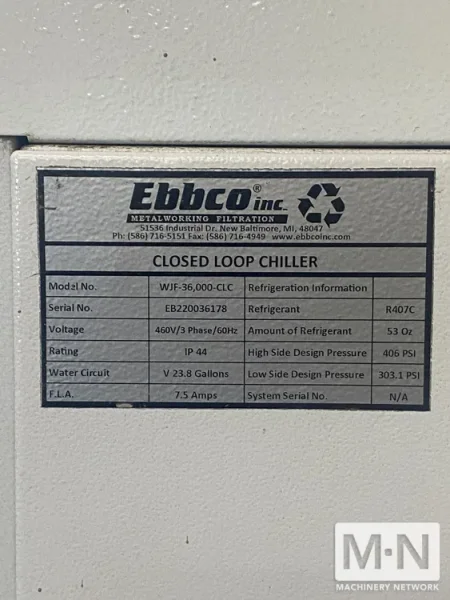 Ebbco® inc.
METALWORKING FILTRATION
51536 Industrial Dr. New Baltimore, MI, 48047
Ph: (586) 716-5151 Fax: (586) 716-4949 www.ebbcoinc.com
CLOSED LOOP CHILLER
Model No. WJF-36,000-CLC Refrigeration Information
Serial No. EB220036178 Refrigerant R407C
Voltage 460V/3 Phase/60Hz Amount of Refrigerant 53 Oz
Rating IP 44 High Side Design Pressure 406 PSI
Water Circuit V 23.8 Gallons Low Side Design Pressure 303.1 PSI
F.L.A. 7.5 Amps System Serial No. N/A
M·N
MACHINERY NETWORK